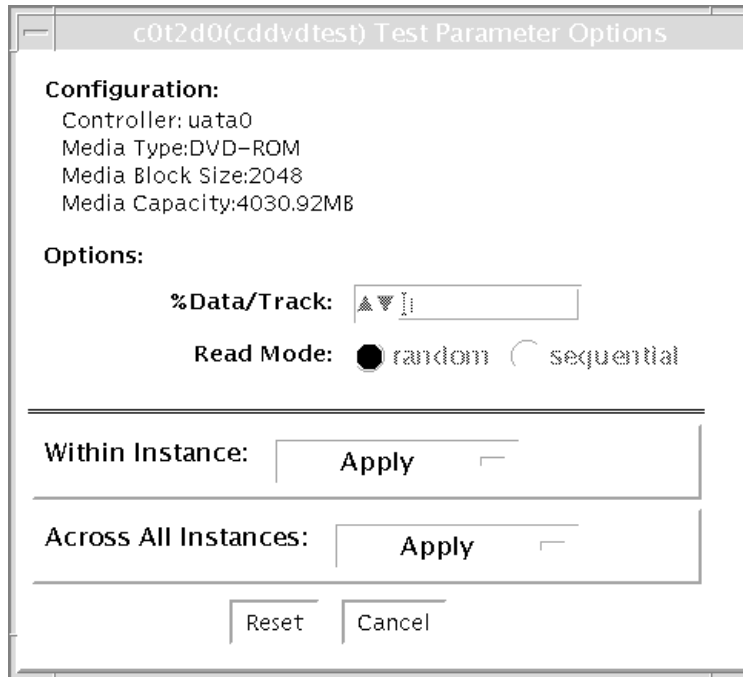 c0t2d0(cddvdtest) Test Parameter Options
Configuration:
Controller: uata0
Media Type:DVD-ROM
Media Block Size:2048
Media Capacity:4030.92MB
Options:
%Data/Track:
Read Mode: random sequential
Within Instance: Apply
Across All Instances: Apply
Reset Cancel